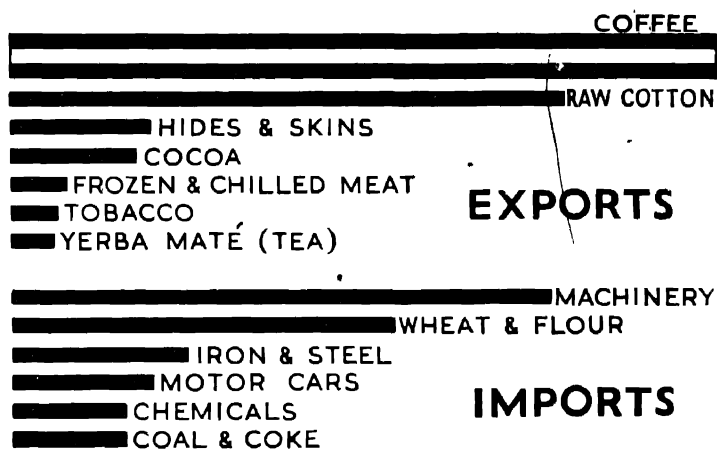 COFFEE
RAW COTTON
HIDES & SKINS
COCOA
FROZEN & CHILLED MEAT
TOBACCO
YERBA MATÉ (TEA)
EXPORTS
MACHINERY
WHEAT & FLOUR
IRON & STEEL
MOTOR CARS
CHEMICALS
COAL & COKE
IMPORTS